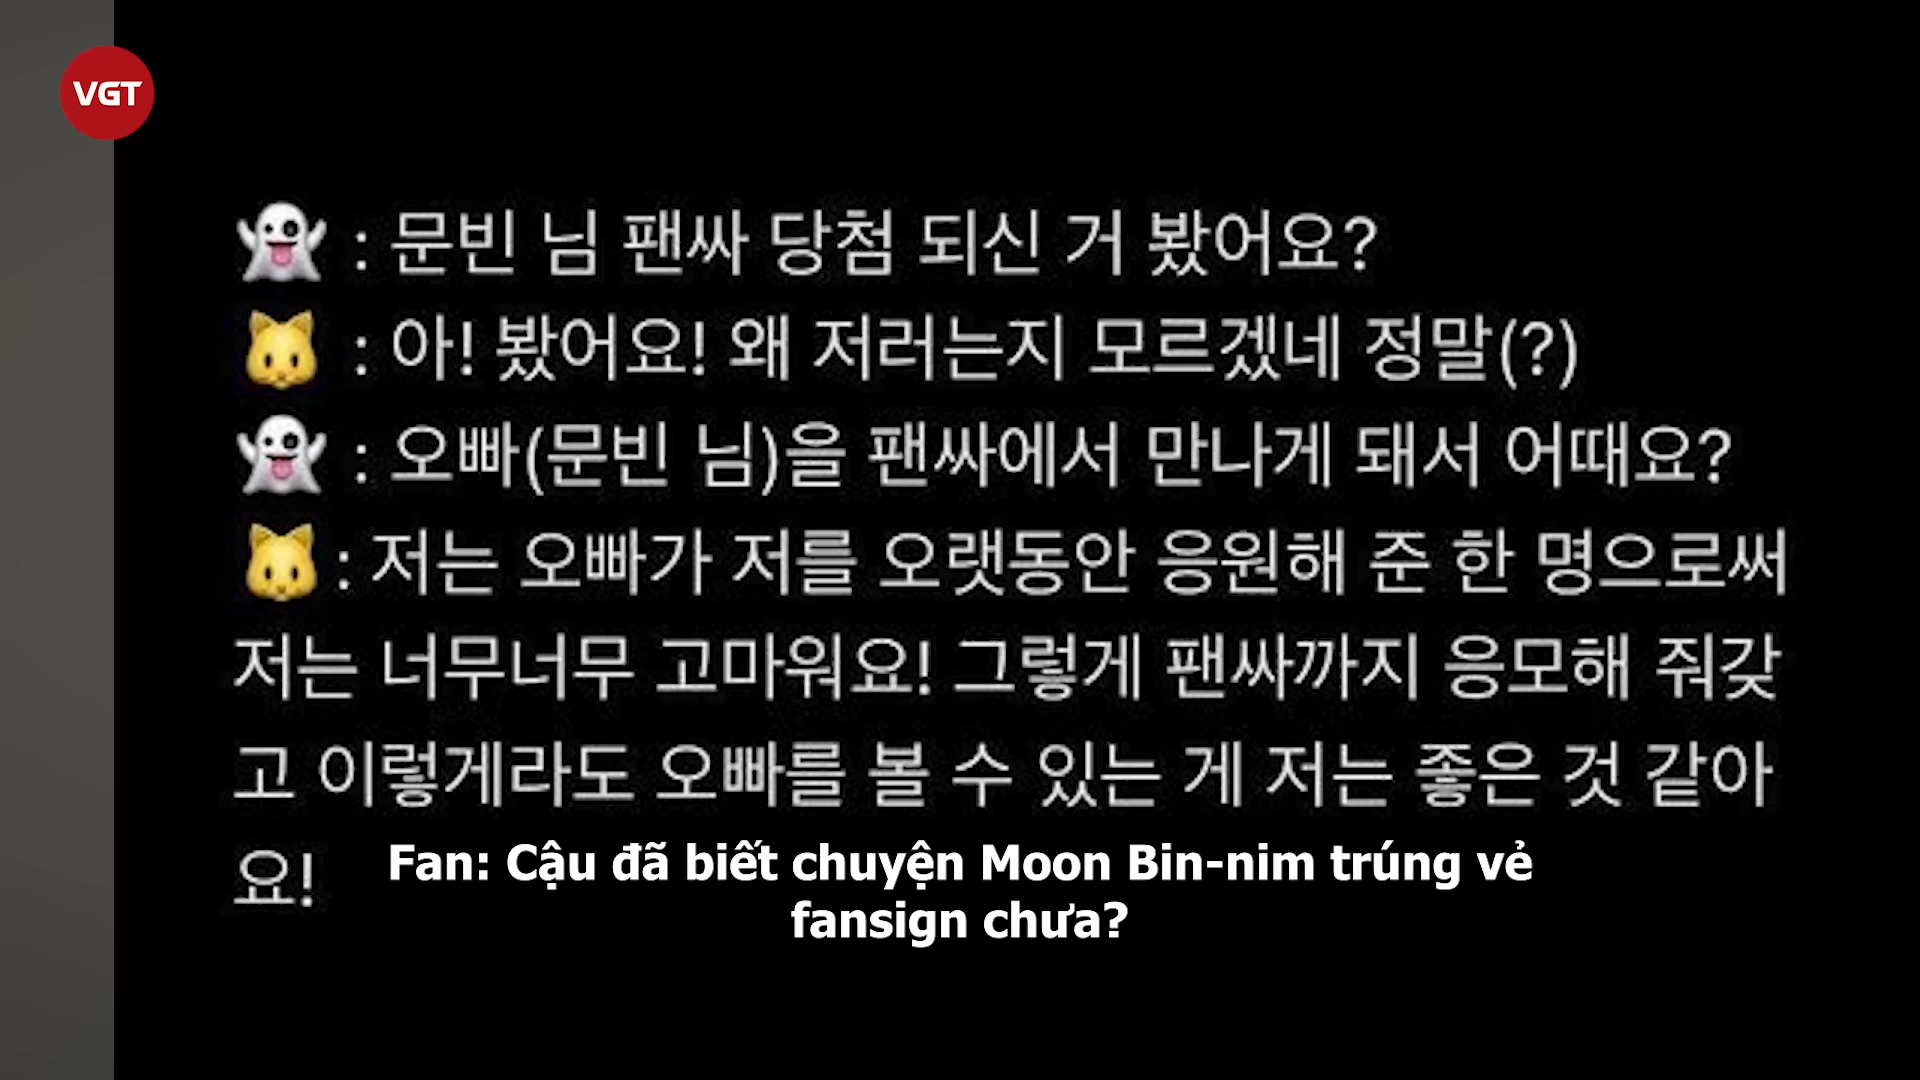 VGT
👻 : 문빈 님 팬싸 당첨 되신 거 봤어요?
🐱 : 아! 봤어요! 왜 저러는지 모르겠네 정말(?)
👻 : 오빠(문빈 님)을 팬싸에서 만나게 돼서 어때요?
🐱 : 저는 오빠가 저를 오랫동안 응원해 준 한 명으로써
저는 너무너무 고마워요! 그렇게 팬싸까지 응모해 줘갖
고 이렇게라도 오빠를 볼 수 있는 게 저는 좋은 것 같아
요!
Fan: Cậu đã biết chuyện Moon Bin-nim trúng vẻ
fansign chưa?